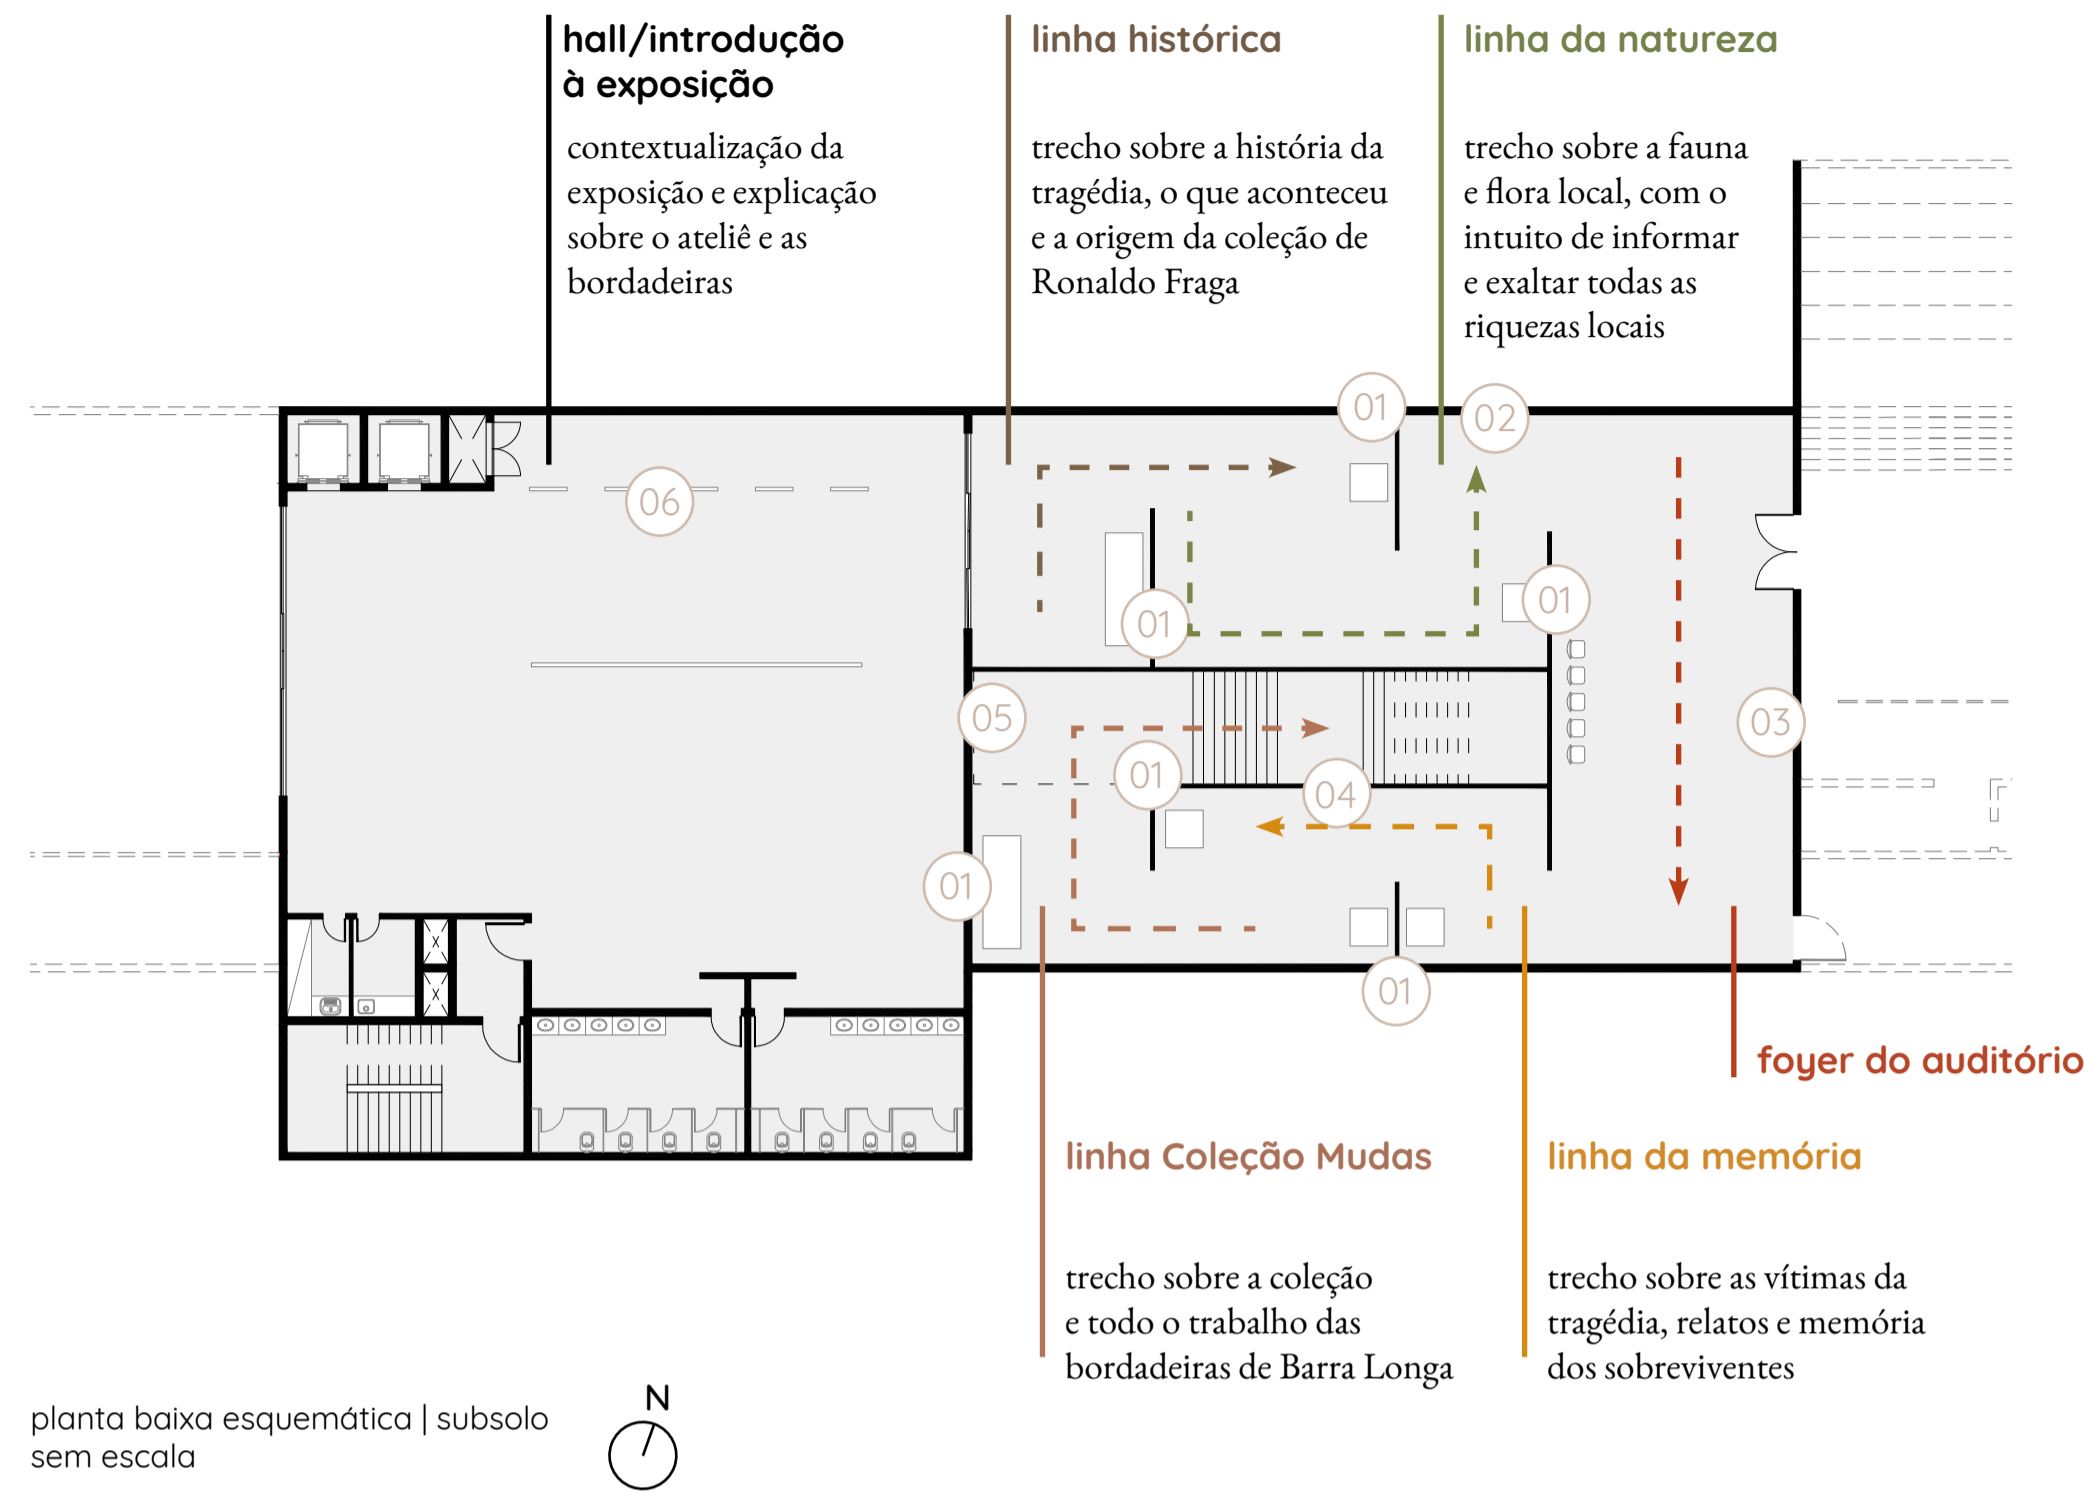 hall/introdução
à exposição
contextualização da
exposição e explicação
sobre o ateliê e as
bordadeiras
linha histórica
trecho sobre a história da
tragédia, o que aconteceu
e a origem da coleção de
Ronaldo Fraga
linha da natureza
trecho sobre a fauna
e flora local, com o
intuito de informar
e exaltar todas as
riquezas locais
01
02
06
01
01
05
03
01
04
01
01
foyer do auditório
linha Coleção Mudas
trecho sobre a coleção
e todo o trabalho das
bordadeiras de Barra Longa
linha da memória
trecho sobre as vítimas da
tragédia, relatos e memória
dos sobreviventes
planta baixa esquemática | subsolo
sem escala
N